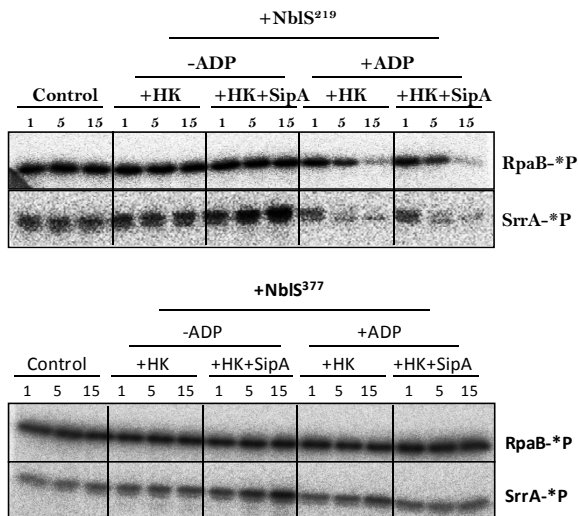 +NblS²¹⁹
-ADP +ADP
Control +HK +HK+SipA +HK +HK+SipA
1 5 15 1 5 15 1 5 15 1 5 15 1 5 15
RpaB-*P
SrrA-*P
+NblS³⁷⁷
-ADP +ADP
Control +HK +HK+SipA +HK +HK+SipA
1 5 15 1 5 15 1 5 15 1 5 15 1 5 15
RpaB-*P
SrrA-*P